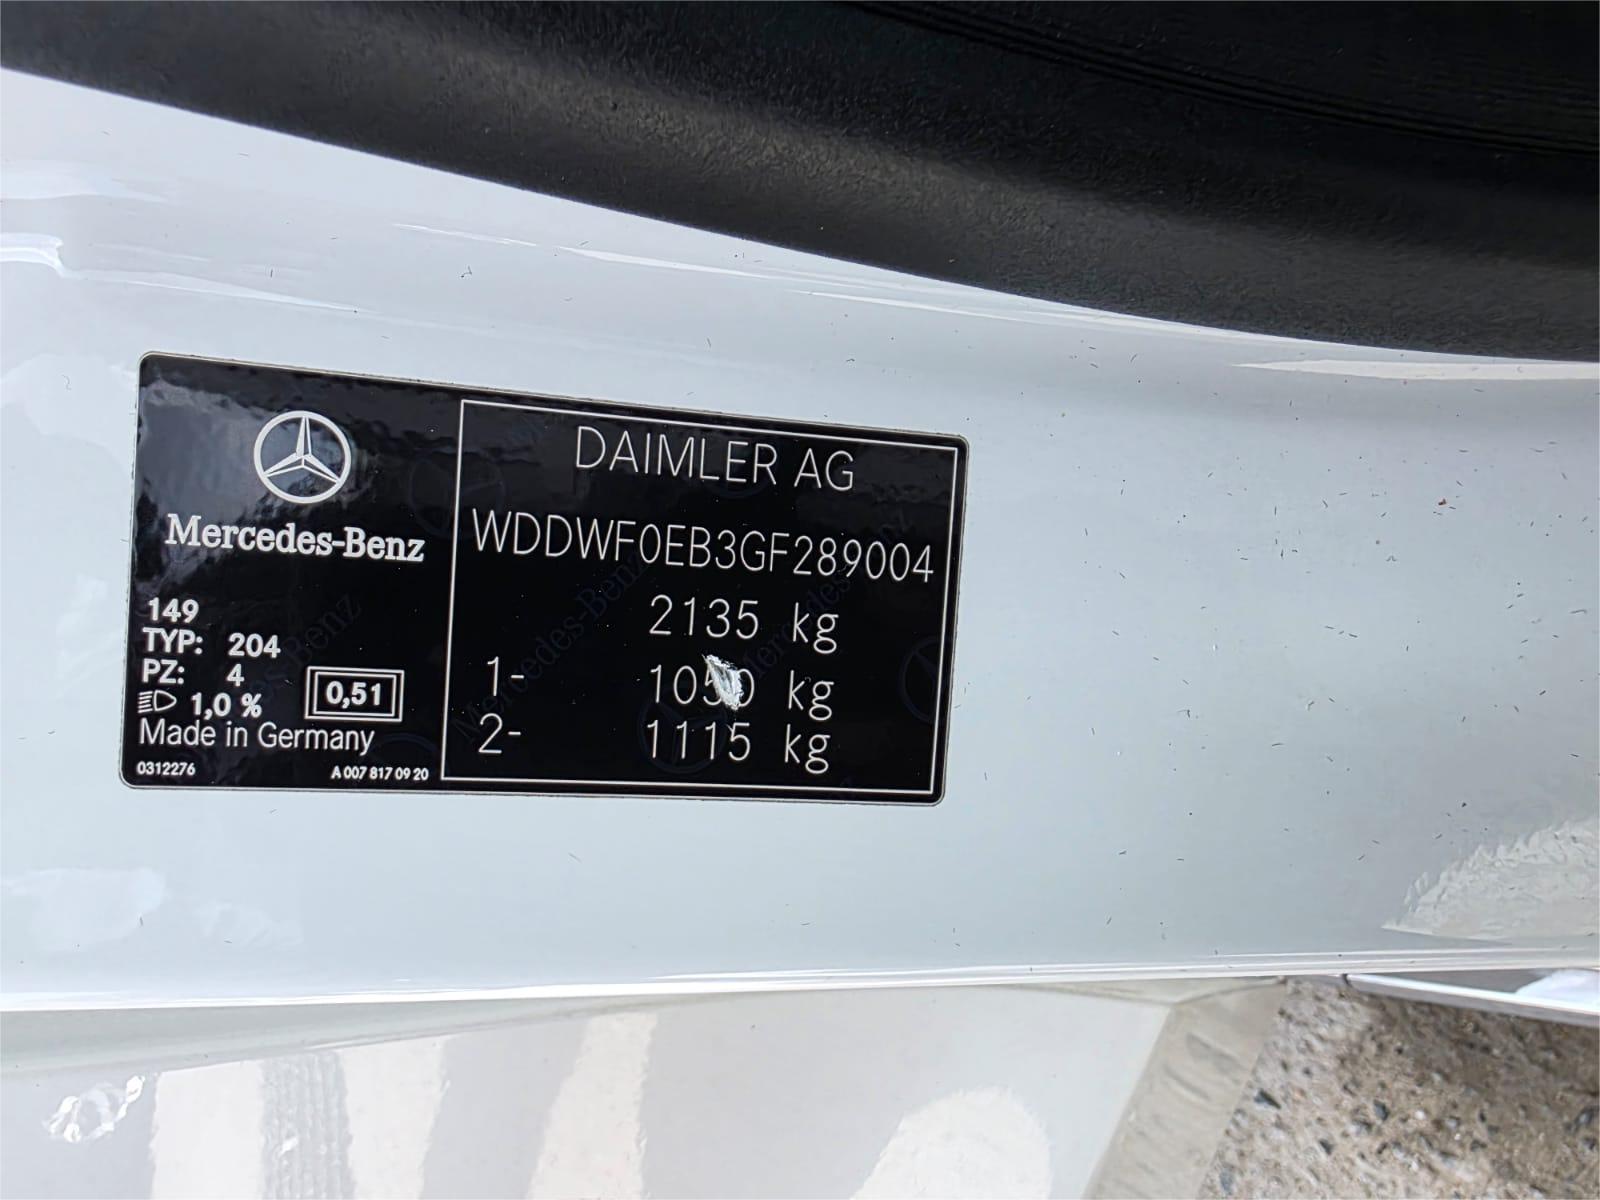 Mercedes-Benz
149
TYP: 204
PZ: 4
1,0 %
0,51
Made in Germany
0312276
A 007 817 09 20
DAIMLER AG
WDDWF0EB3GF289004
2135 kg
1- 1050 kg
2- 1115 kg